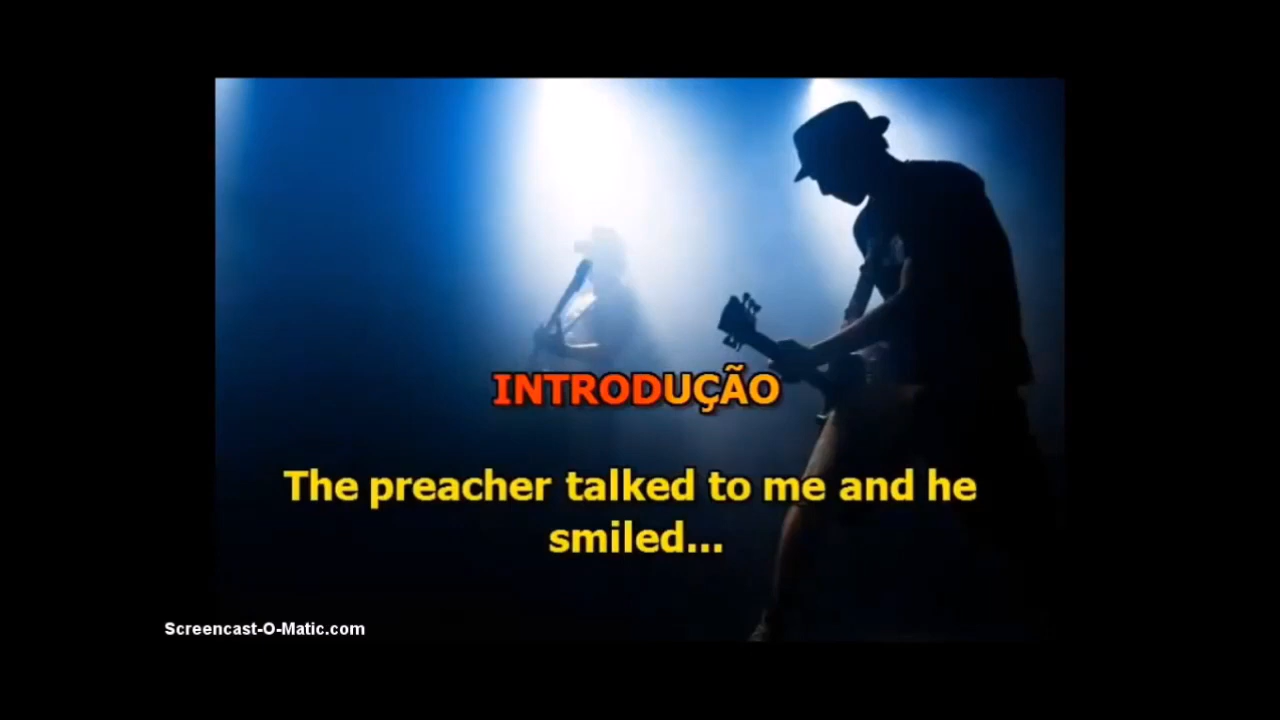 INTRODUÇÃO
The preacher talked to me and he
smiled...
Screencast-O-Matic.com